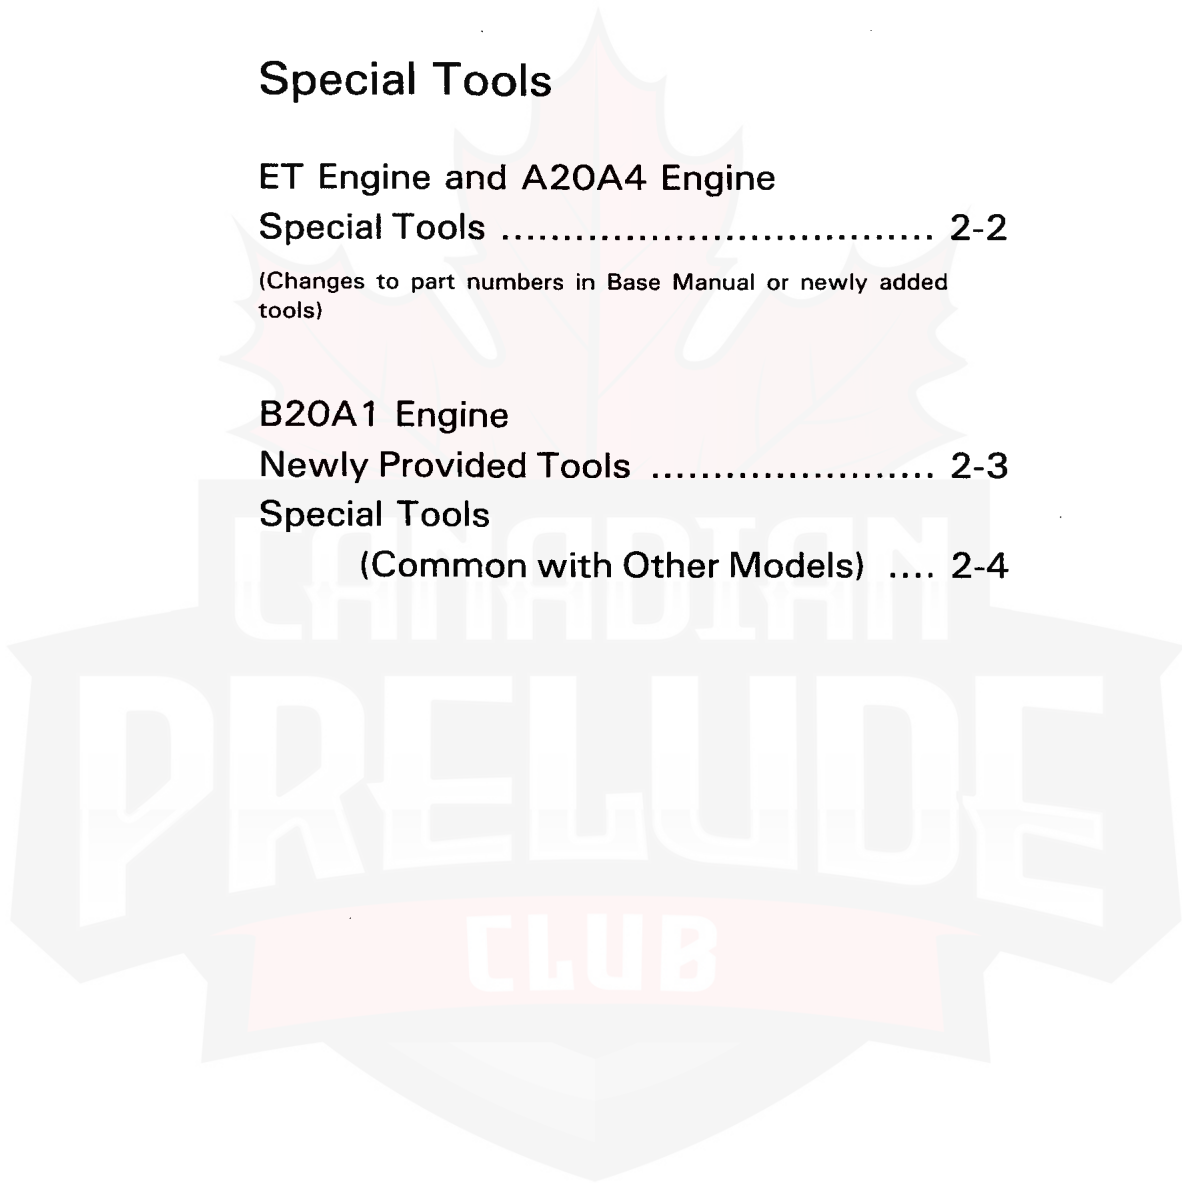 Special Tools
ET Engine and A20A4 Engine
Special Tools .................................. 2-2
(Changes to part numbers in Base Manual or newly added
tools)
B20A1 Engine
Newly Provided Tools ....................... 2-3
Special Tools
(Common with Other Models) .... 2-4
CANADIAN
PRELUDE
CLUB